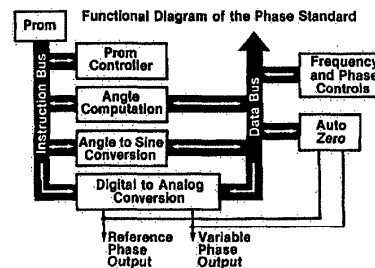 Prom
Functional Diagram of the Phase Standard
Instruction Bus
Prom
Controller
Angle
Computation
Angle to Sine
Conversion
Digital to Analog
Conversion
Data Bus
Frequency
and Phase
Controls
Auto
Zero
Reference
Phase
Output
Variable
Phase
Output